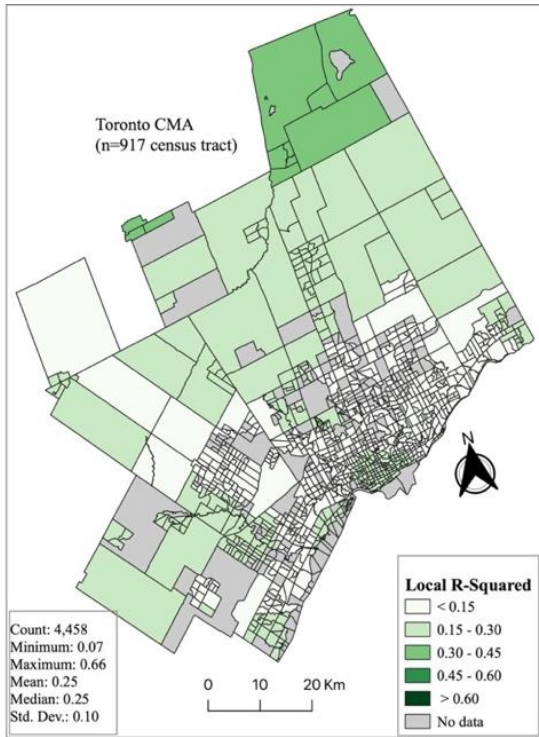 Toronto CMA
(n=917 census tract)
N
Local R-Squared
< 0.15
0.15 - 0.30
0.30 - 0.45
0.45 - 0.60
> 0.60
No data
Count: 4,458
Minimum: 0.07
Maximum: 0.66
Mean: 0.25
Median: 0.25
Std. Dev.: 0.10
0 10 20 Km